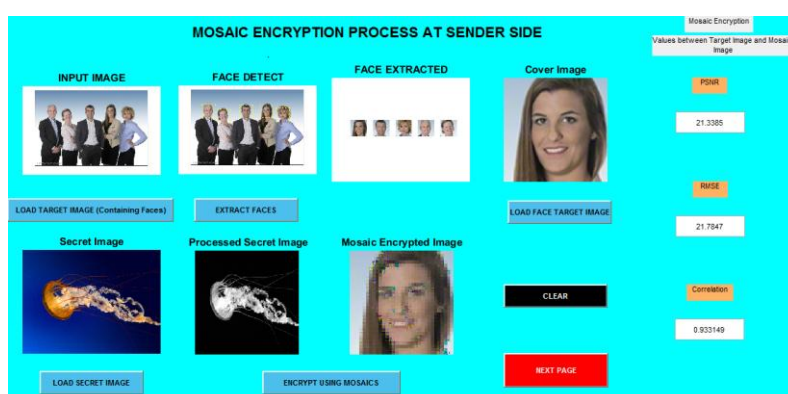 MOSAIC ENCRYPTION PROCESS AT SENDER SIDE
Mosaic Encryption
Values between Target Image and Mosaic
Image
INPUT IMAGE
FACE DETECT
FACE EXTRACTED
Cover Image
PSNR
21.3385
LOAD TARGET IMAGE (Containing Faces)
EXTRACT FACES
LOAD FACE TARGET IMAGE
RMSE
21.7847
Secret Image
Processed Secret Image
Mosaic Encrypted Image
CLEAR
Correlation
0.933149
LOAD SECRET IMAGE
ENCRYPT USING MOSAICS
NEXT PAGE